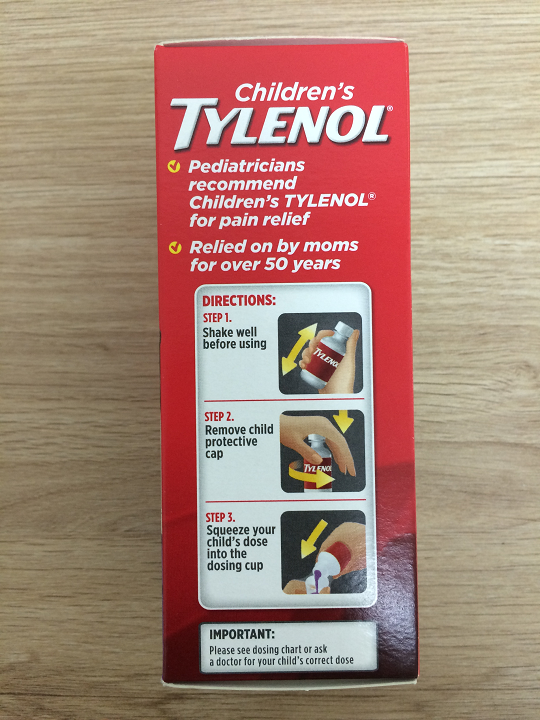 Children's
TYLENOL®
Pediatricians
recommend
Children's TYLENOL®
for pain relief
Relied on by moms
for over 50 years
DIRECTIONS:
STEP 1.
Shake well
before using
TYLENOL
STEP 2.
Remove child
protective
cap
TYLENOL
STEP 3.
Squeeze your
child's dose
into the
dosing cup
IMPORTANT:
Please see dosing chart or ask
a doctor for your child's correct dose